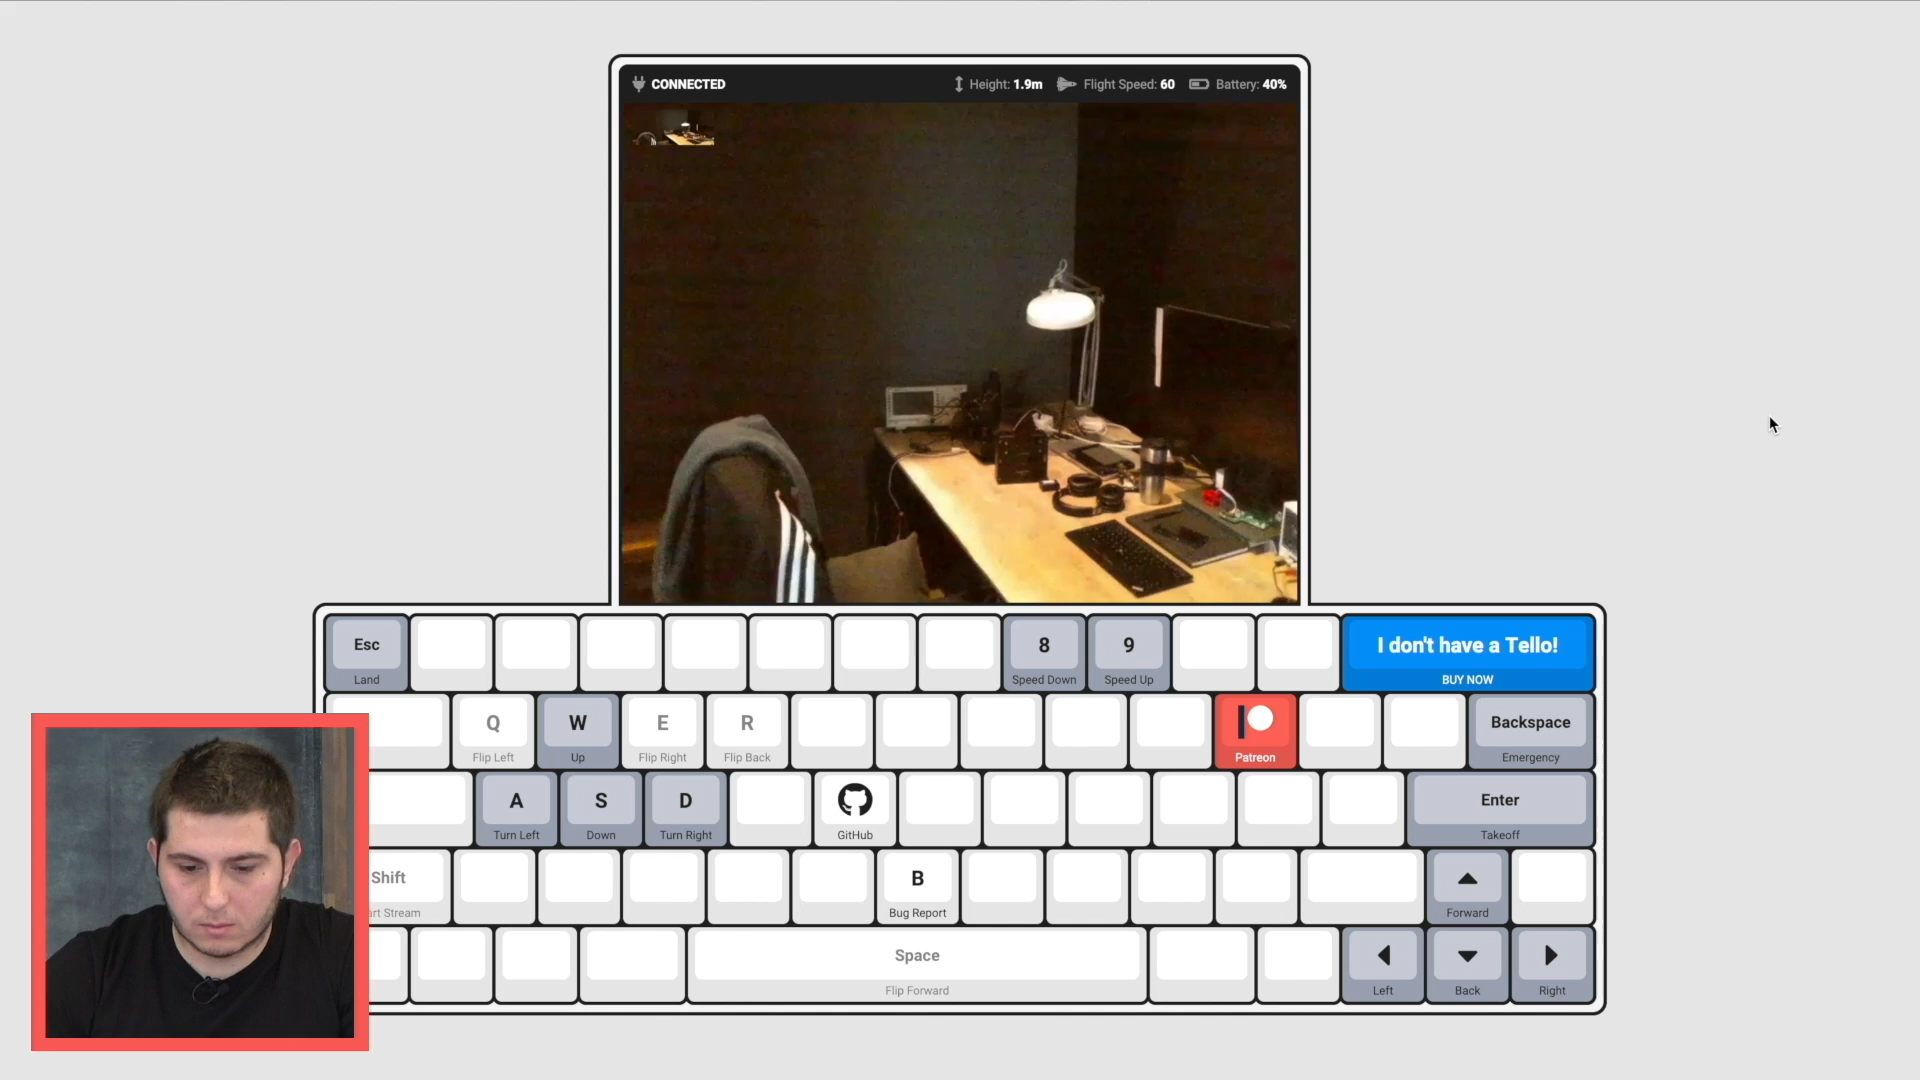 CONNECTED Height: 1.9m Flight Speed: 60 Battery: 40%
Esc 8 9 I don't have a Tello!
Land Speed Down Speed Up BUY NOW
Q W E R Backspace
Flip Left Up Flip Right Flip Back Patreon Emergency
A S D Enter
Turn Left Down Turn Right GitHub Takeoff
Shift B
art Stream Bug Report Forward
Space
Flip Forward Left Back Right